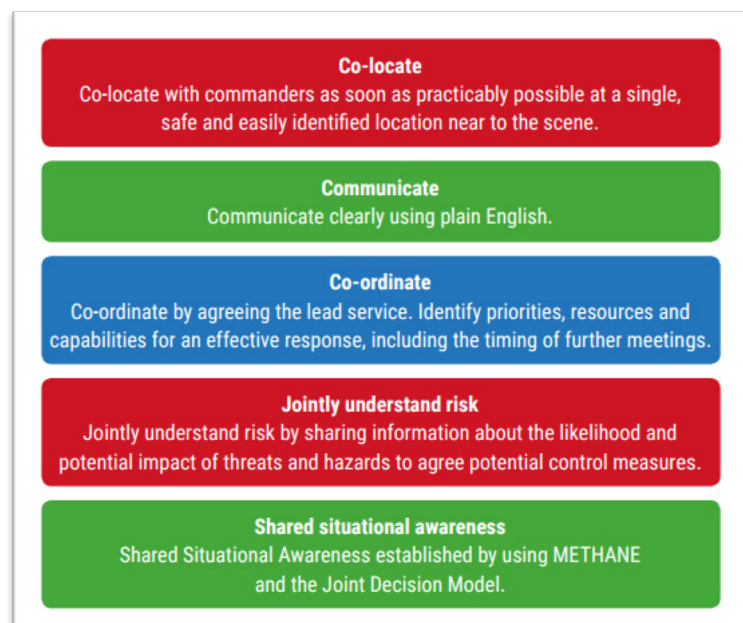 Co-locate
Co-locate with commanders as soon as practicably possible at a single,
safe and easily identified location near to the scene.
Communicate
Communicate clearly using plain English.
Co-ordinate
Co-ordinate by agreeing the lead service. Identify priorities, resources and
capabilities for an effective response, including the timing of further meetings.
Jointly understand risk
Jointly understand risk by sharing information about the likelihood and
potential impact of threats and hazards to agree potential control measures.
Shared situational awareness
Shared Situational Awareness established by using METHANE
and the Joint Decision Model.